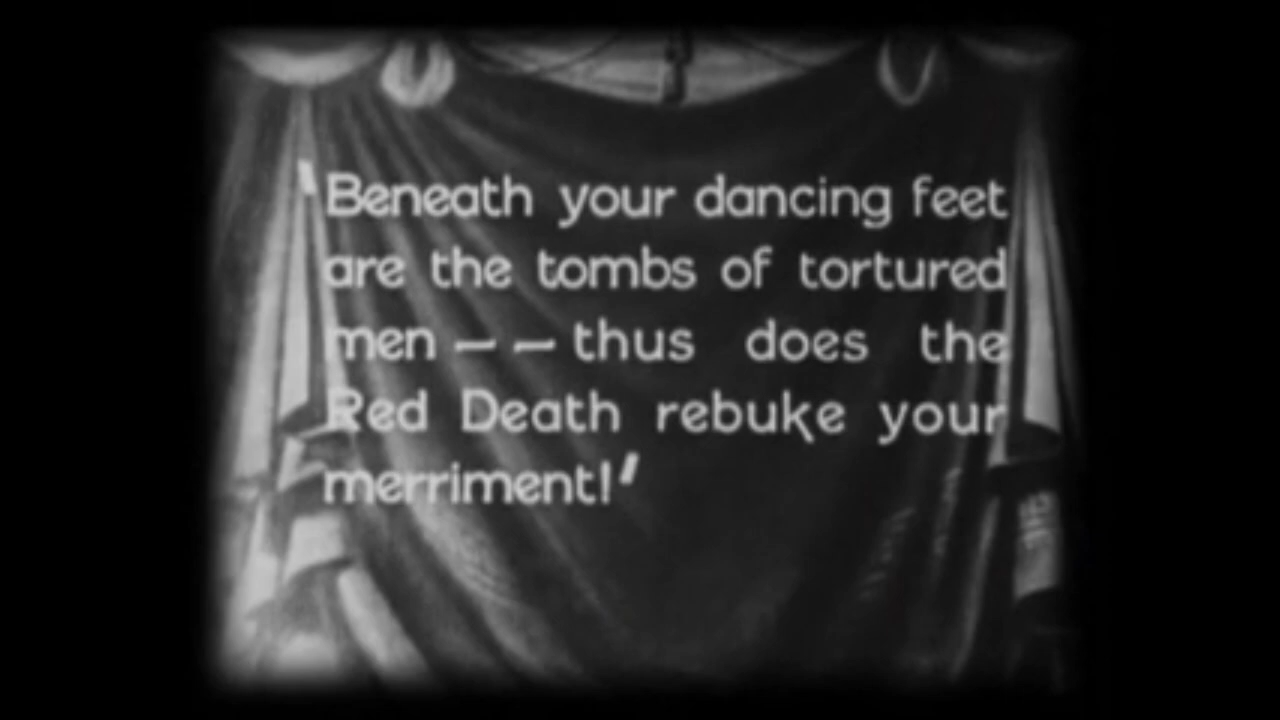 'Beneath your dancing feet
are the tombs of tortured
men -- thus does the
Red Death rebuke your
merriment!'